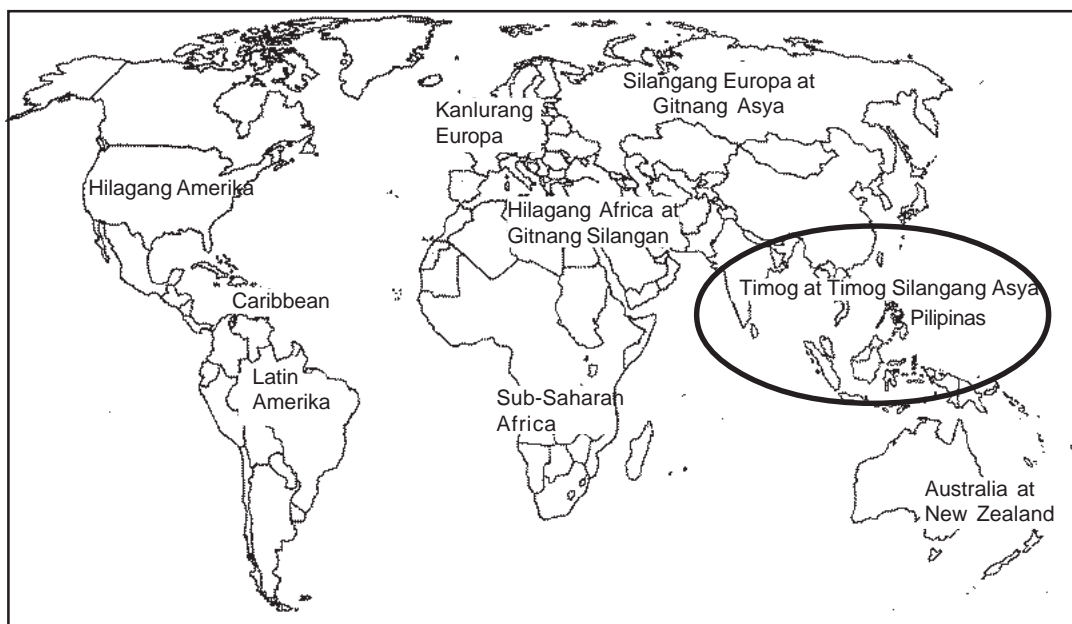 Silangang Europa at
Gitnang Asya
Kanlurang
Europa
Hilagang Amerika
Hilagang Africa at
Gitnang Silangan
Timog at Timog Silangang Asya
Caribbean
Pilipinas
Latin
Amerika
Sub-Saharan
Africa
Australia at
New Zealand